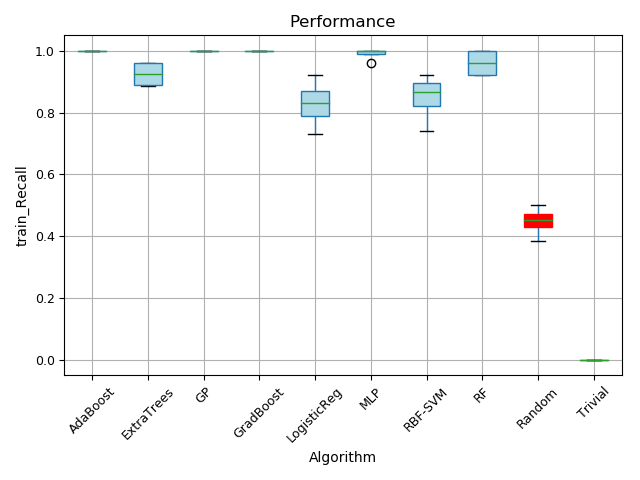 Performance
train_Recall
1.0
0.8
0.6
0.4
0.2
0.0
AdaBoost
ExtraTrees
GP
GradBoost
LogisticReg
MLP
RBF-SVM
RF
Random
Trivial
Algorithm